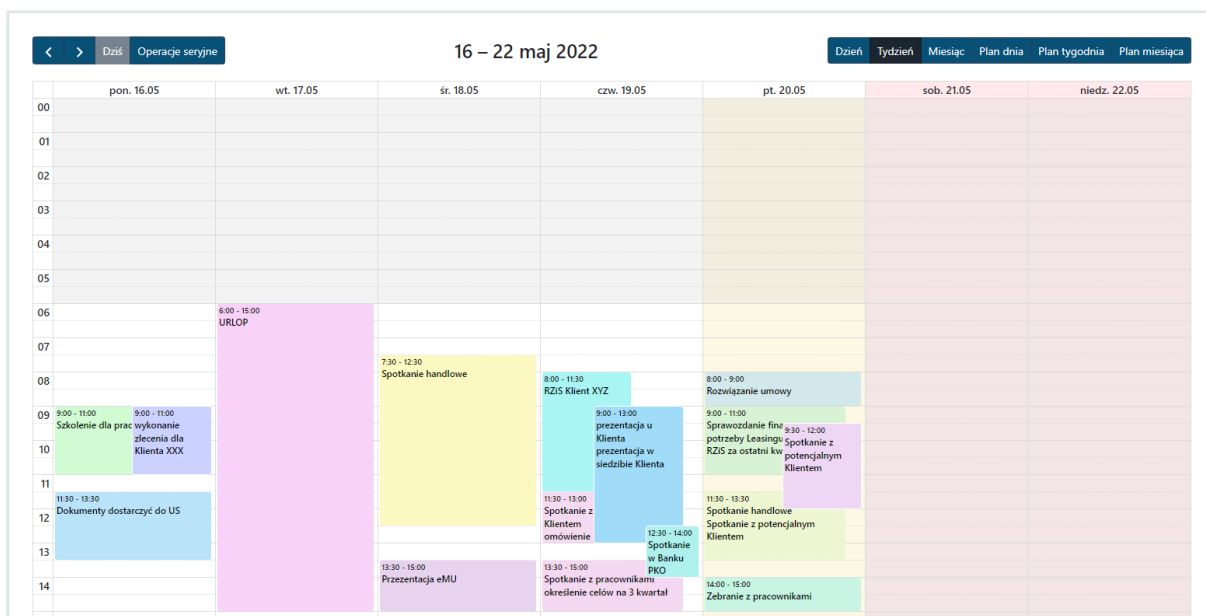 Dziś Operacje seryjne
16 – 22 maj 2022
Dzień Tydzień Miesiąc Plan dnia Plan tygodnia Plan miesiąca
pon. 16.05 wt. 17.05 śr. 18.05 czw. 19.05 pt. 20.05 sob. 21.05 niedz. 22.05
00
01
02
03
04
05
06
07
08
09
10
11
12
13
14
9:00 - 11:00
Szkolenie dla prac
9:00 - 11:00
wykonanie
zlecenia dla
Klienta XXX
11:30 - 13:30
Dokumenty dostarczyć do US
6:00 - 15:00
URLOP
7:30 - 12:30
Spotkanie handlowe
13:30 - 15:00
Przezentacja eMU
8:00 - 11:30
RZiS Klient XYZ
9:00 - 13:00
prezentacja u
Klienta
prezentacja w
siedzibie Klienta
11:30 - 13:00
Spotkanie z
Klientem
omówienie
12:30 - 14:00
Spotkanie
w Banku
PKO
13:30 - 15:00
Spotkanie z pracownikami
określenie celów na 3 kwartał
8:00 - 9:00
Rozwiązanie umowy
9:00 - 11:00
Sprawozdanie fina
potrzeby Leasingu
RZiS za ostatni kw
9:30 - 12:00
Spotkanie z
potencjalnym
Klientem
11:30 - 13:30
Spotkanie handlowe
Spotkanie z potencjalnym
Klientem
14:00 - 15:00
Zebranie z pracownikami